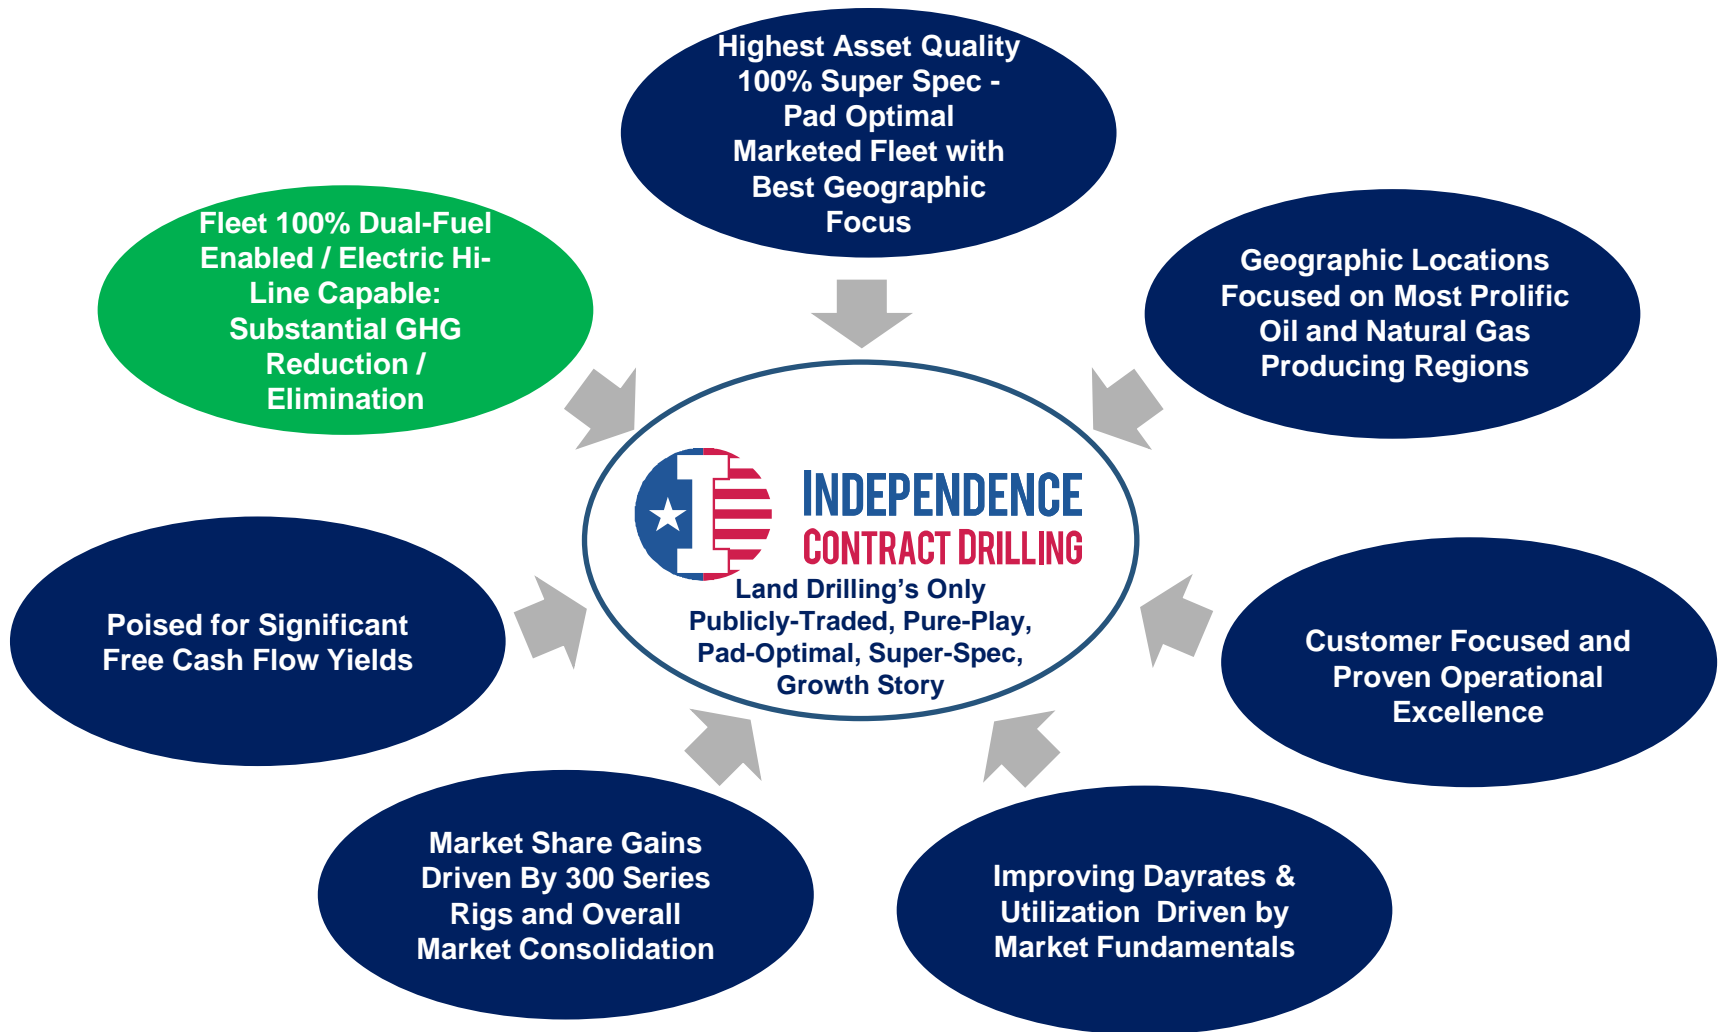 Highest Asset Quality
100% Super Spec -
Pad Optimal
Marketed Fleet with
Best Geographic
Focus
Fleet 100% Dual-Fuel
Enabled / Electric Hi-
Line Capable:
Substantial GHG
Reduction /
Elimination
Geographic Locations
Focused on Most Prolific
Oil and Natural Gas
Producing Regions
INDEPENDENCE
CONTRACT DRILLING
Land Drilling’s Only
Publicly-Traded, Pure-Play,
Pad-Optimal, Super-Spec,
Growth Story
Poised for Significant
Free Cash Flow Yields
Customer Focused and
Proven Operational
Excellence
Market Share Gains
Driven By 300 Series
Rigs and Overall
Market Consolidation
Improving Dayrates &
Utilization  Driven by
Market Fundamentals